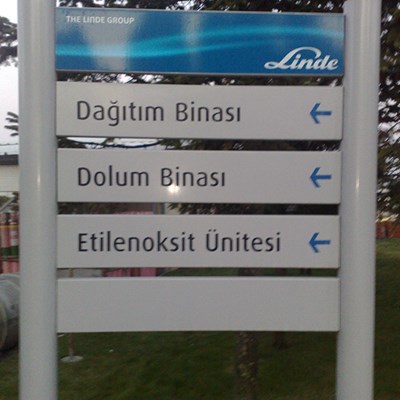 THE LINDE GROUP
Linde
Dağıtım Binası
Dolum Binası
Etilenoksit Ünitesi